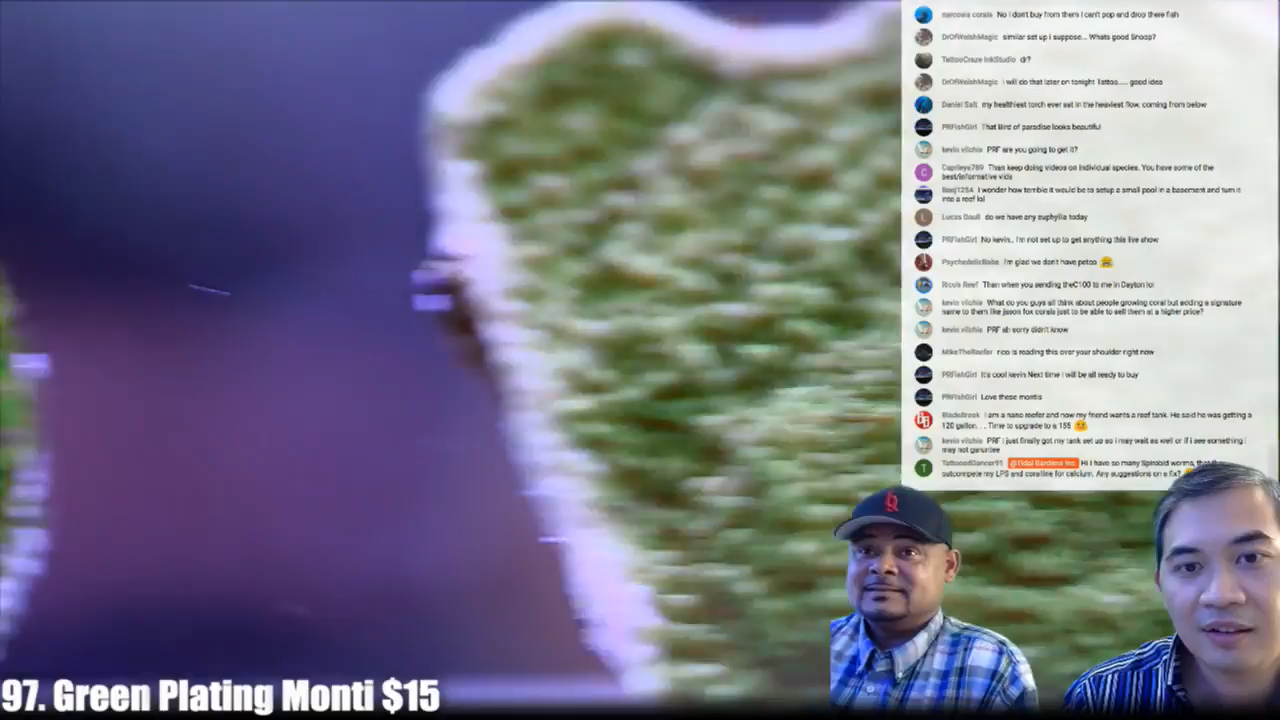 narcosis corals No I don't buy from them I can't pop and drop there fish
DrOfWelshMagic similar set up i suppose... Whats good Snoop?
TattooCraze InkStudio dr?
DrOfWelshMagic i will do that later on tonight Tattoo..... good idea
Daniel Salt my healthiest torch ever sat in the heaviest flow, coming from below
PRFishGirl That Bird of paradise looks beautiful
kevin vilchis PRF are you going to get it?
Than keep doing videos on individual species. You have some of the
best/informative vids
I wonder how terrible it would be to setup a small pool in a basement and turn it
into a reef lol
Lucas Daull do we have any euphyllia today
PRFishGirl No kevin.. I'm not set up to get anything this live show
PsychedelicBabe I'm glad we don't have petco
Rico's Reef Than when you sending theC100 to me in Dayton lol
kevin vilchis What do you guys all think about people growing coral but adding a signature
name to them like jason fox corals just to be able to sell them at a higher price?
kevin vilchis PRF ah sorry didn't know
MikeTheReefer rico is reading this over your shoulder right now
PRFishGirl It's cool kevin Next time I will be all ready to buy
PRFishGirl Love these montis
BladeBreak I am a nano reefer and now my friend wants a reef tank. He said he was getting a
120 gallon. . . Time to upgrade to a 155
kevin vilchis PRF I just finally got my tank set up so i may wait as well or if i see something i
may not garuntee
TattooedDancer91 @Tidal Gardens Inc Hi I have so many Spirobid worms,
outcompete my LPS and coralline for calcium. Any suggestions on a fix?
97. Green Plating Monti $15